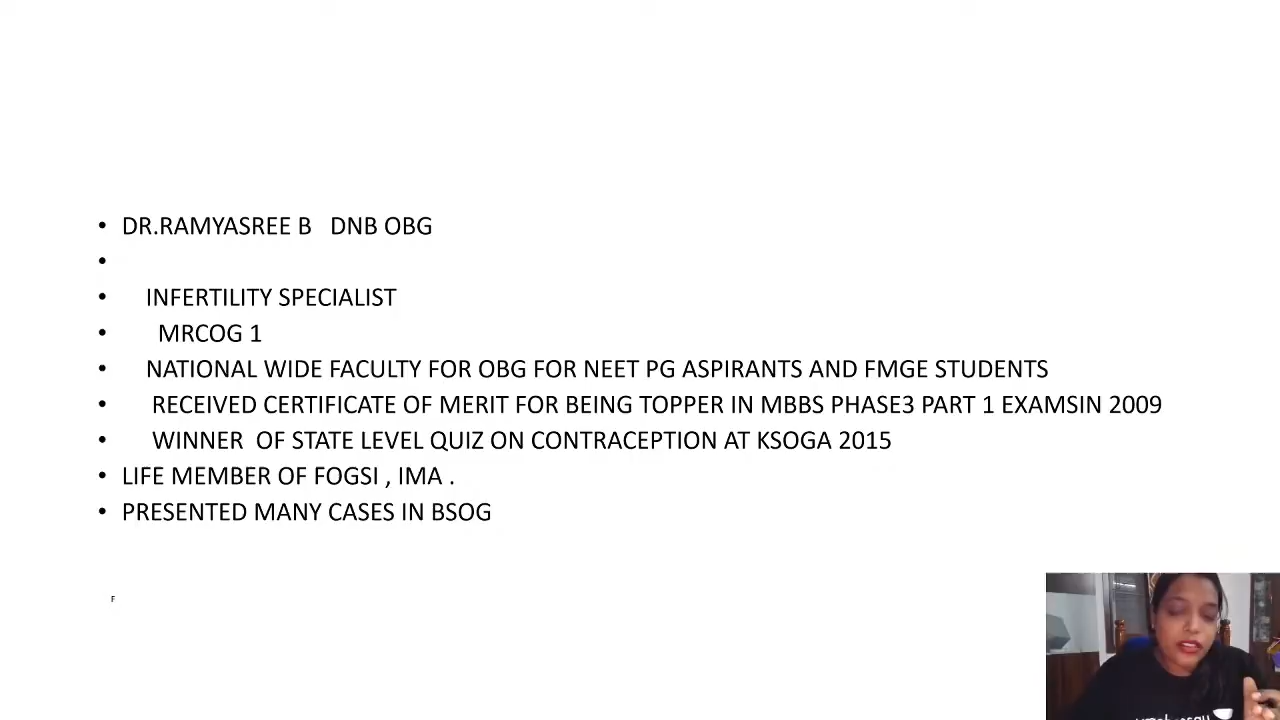 • DR.RAMYASREE B DNB OBG
•
• INFERTILITY SPECIALIST
• MRCOG 1
• NATIONAL WIDE FACULTY FOR OBG FOR NEET PG ASPIRANTS AND FMGE STUDENTS
• RECEIVED CERTIFICATE OF MERIT FOR BEING TOPPER IN MBBS PHASE3 PART 1 EXAMSIN 2009
• WINNER OF STATE LEVEL QUIZ ON CONTRACEPTION AT KSOGA 2015
• LIFE MEMBER OF FOGSI , IMA .
• PRESENTED MANY CASES IN BSOG
F